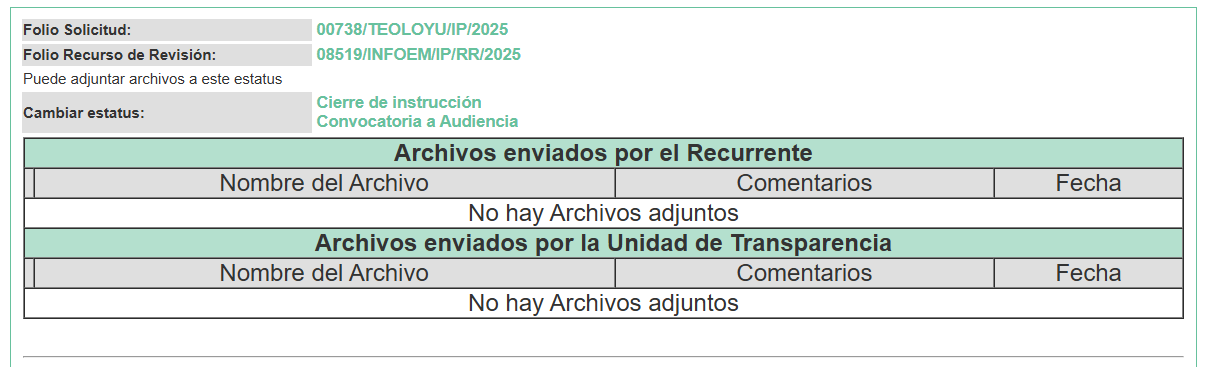 Folio Solicitud: 00738/TEOLOYU/IP/2025
Folio Recurso de Revisión: 08519/INFOEM/IP/RR/2025
Puede adjuntar archivos a este estatus
Cambiar estatus: Cierre de instrucción
Convocatoria a Audiencia
Archivos enviados por el Recurrente
Nombre del Archivo Comentarios Fecha
No hay Archivos adjuntos
Archivos enviados por la Unidad de Transparencia
Nombre del Archivo Comentarios Fecha
No hay Archivos adjuntos